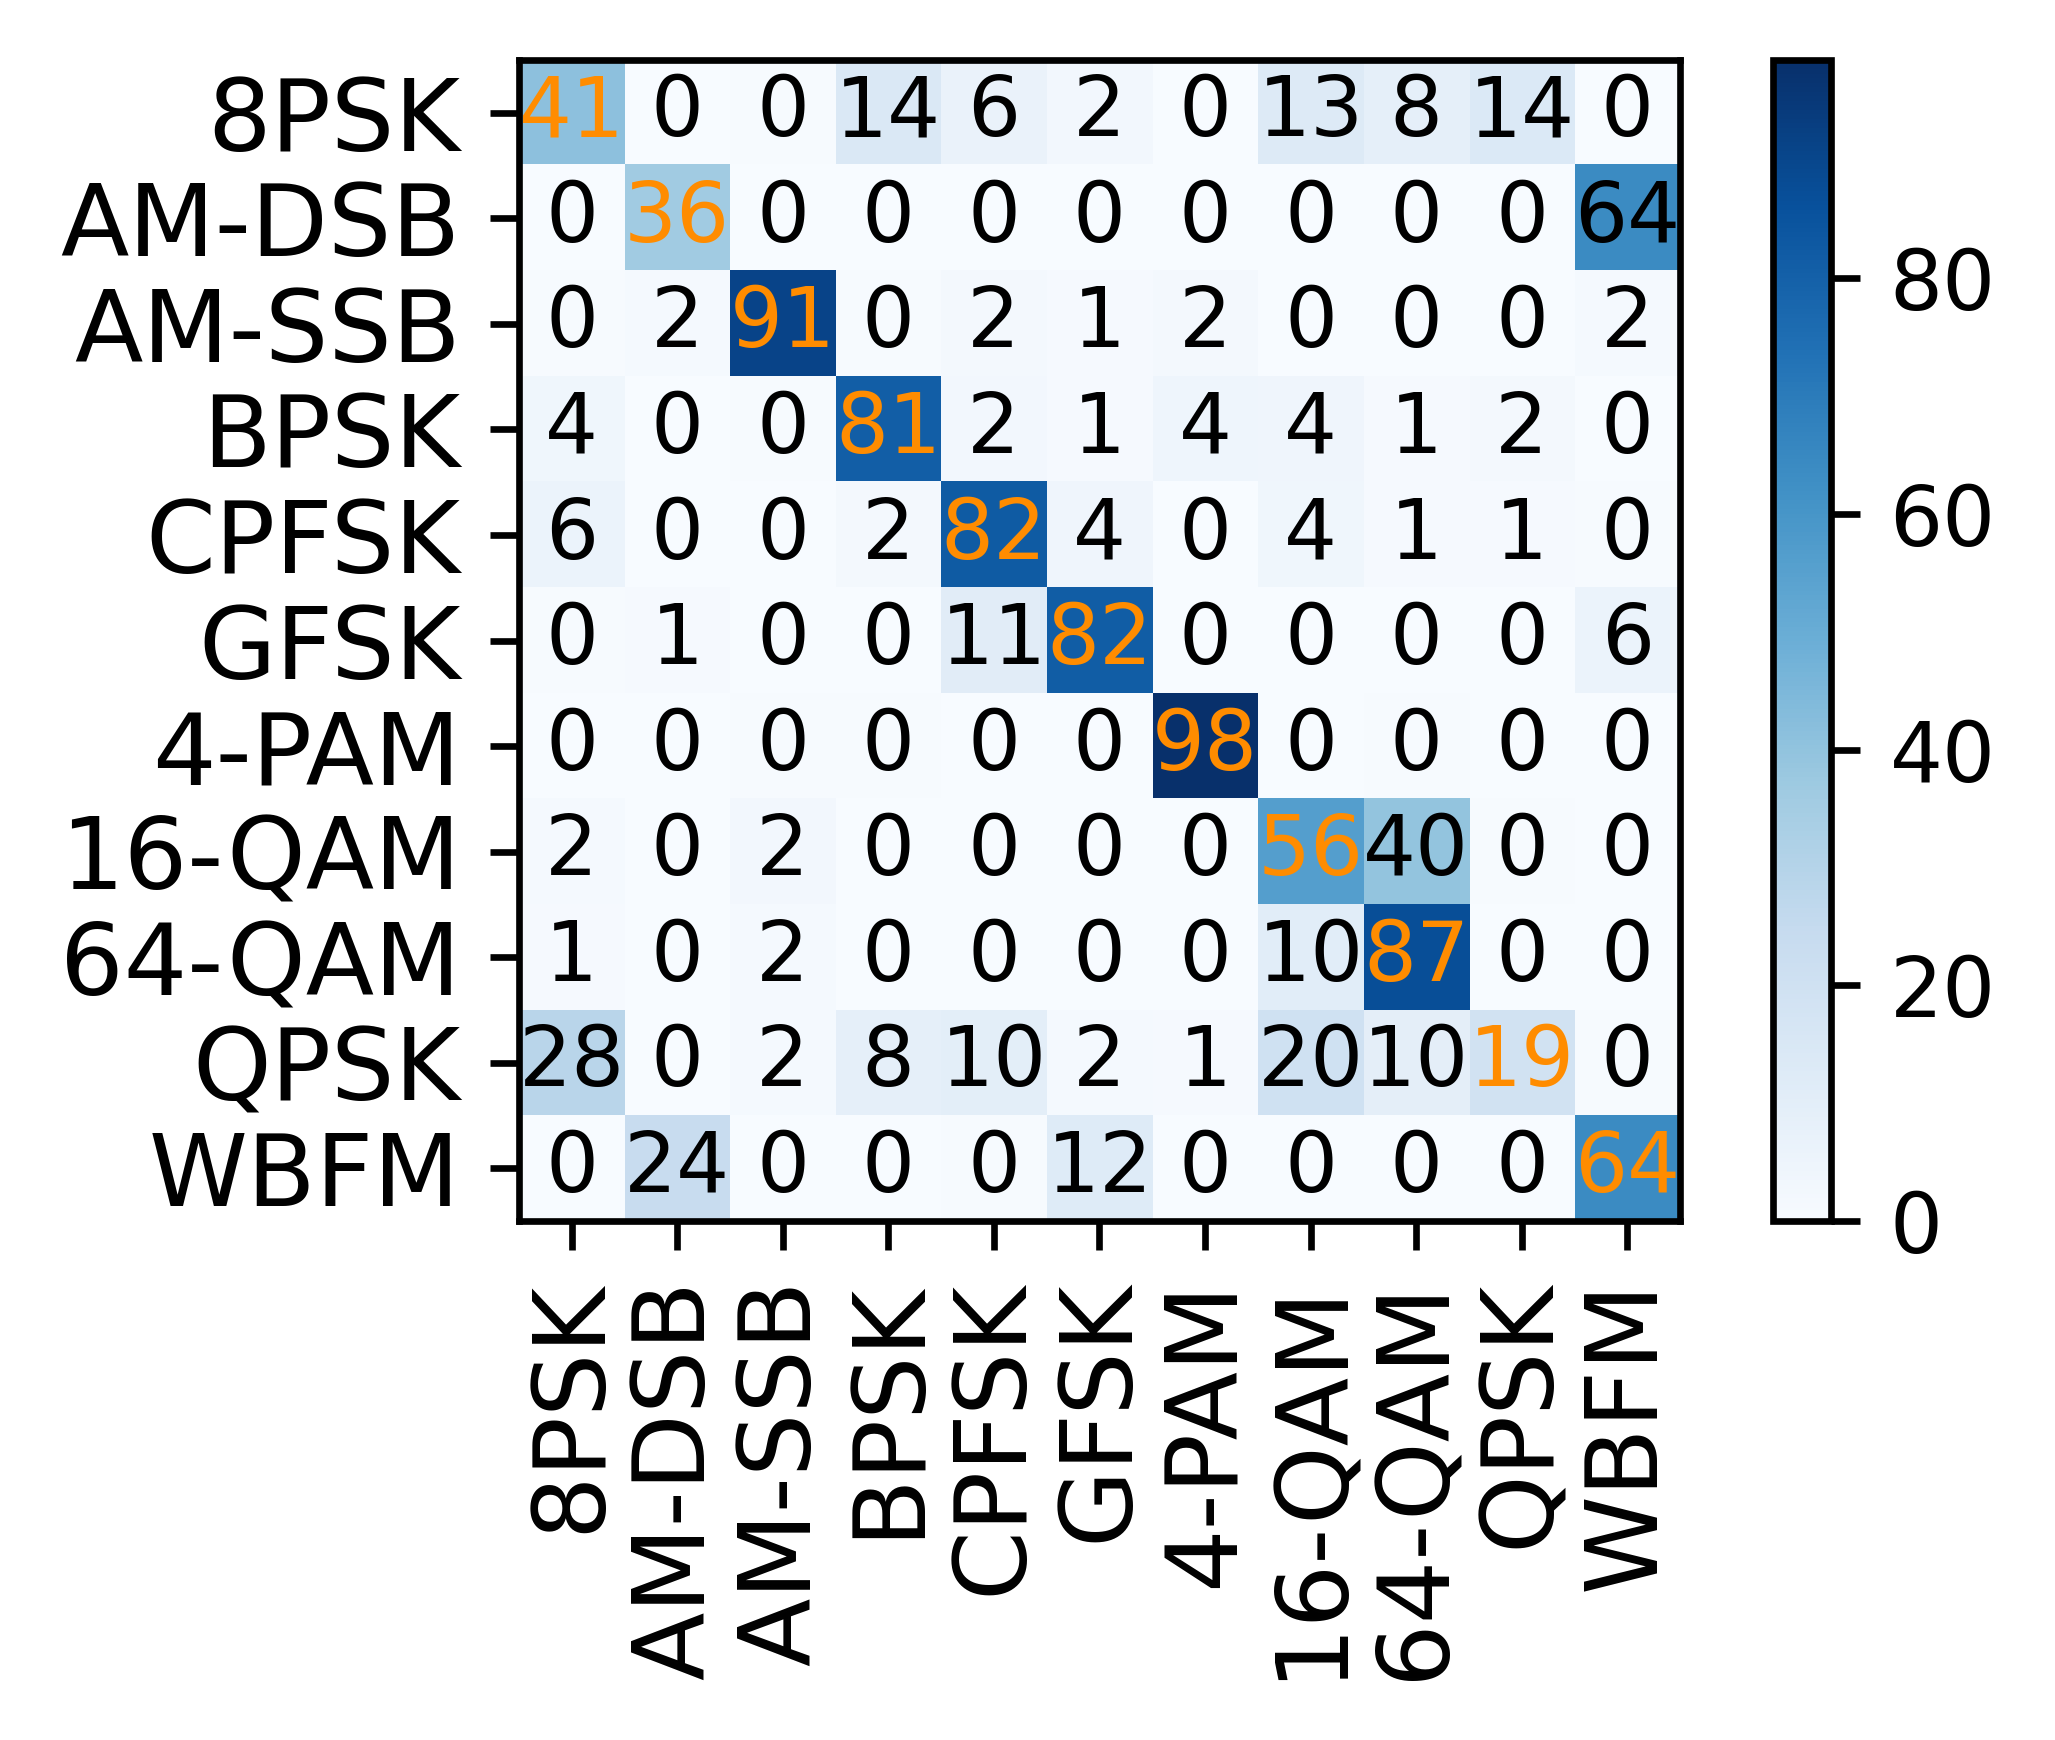 8PSK 41 0 0 14 6 2 0 13 8 14 0
AM-DSB 0 36 0 0 0 0 0 0 0 0 64
AM-SSB 0 2 91 0 2 1 2 0 0 0 2
BPSK 4 0 0 81 2 1 4 4 1 2 0
CPFSK 6 0 0 2 82 4 0 4 1 1 0
GFSK 0 1 0 0 11 82 0 0 0 0 6
4-PAM 0 0 0 0 0 0 98 0 0 0 0
16-QAM 2 0 2 0 0 0 0 56 40 0 0
64-QAM 1 0 2 0 0 0 0 10 87 0 0
QPSK 28 0 2 8 10 2 1 20 10 19 0
WBFM 0 24 0 0 0 12 0 0 0 0 64
8PSK
AM-DSB
AM-SSB
BPSK
CPFSK
GFSK
4-PAM
16-QAM
64-QAM
QPSK
WBFM
80
60
40
20
0